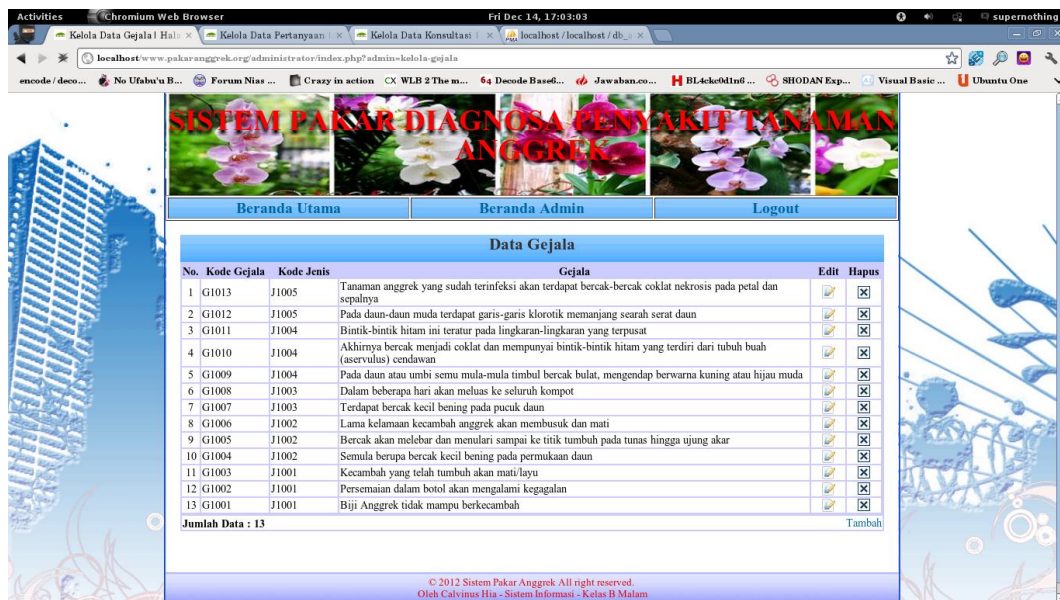 Activities Chromium Web Browser Fri Dec 14, 17:03:03 supernothing
Kelola Data Gejala | Hala Kelola Data Pertanyaan | Kelola Data Konsultasi | localhost / localhost / db_
localhost/www.pakaranggrek.org/administrator/index.php?admin=kelola-gejala
encode / deco... No Ufabu'u B... Forum Nias ... Crazy in action CX WLB 2 The m... 64 Decode Base6... Jawaban.co... BL4ckc0d1n6 ... SHODAN Exp... Visual Basic ... Ubuntu One
SISTEM PAKAR DIAGNOSA PENYAKIT TANAMAN
ANGGREK
Beranda Utama Beranda Admin Logout
Data Gejala
No. Kode Gejala Kode Jenis Gejala Edit Hapus
1 G1013 J1005 Tanaman anggrek yang sudah terinfeksi akan terdapat bercak-bercak coklat nekrosis pada petal dan
sepalnya
2 G1012 J1005 Pada daun-daun muda terdapat garis-garis klorotik memanjang searah serat daun
3 G1011 J1004 Bintik-bintik hitam ini teratur pada lingkaran-lingkaran yang terpusat
4 G1010 J1004 Akhirnya bercak menjadi coklat dan mempunyai bintik-bintik hitam yang terdiri dari tubuh buah
(aservulus) cendawan
5 G1009 J1004 Pada daun atau umbi semu mula-mula timbul bercak bulat, mengendap berwarna kuning atau hijau muda
6 G1008 J1003 Dalam beberapa hari akan meluas ke seluruh kompot
7 G1007 J1003 Terdapat bercak kecil bening pada pucuk daun
8 G1006 J1002 Lama kelamaan kecambah anggrek akan membusuk dan mati
9 G1005 J1002 Bercak akan melebar dan menulari sampai ke titik tumbuh pada tunas hingga ujung akar
10 G1004 J1002 Semula berupa bercak kecil bening pada permukaan daun
11 G1003 J1001 Kecambah yang telah tumbuh akan mati/layu
12 G1002 J1001 Persemaian dalam botol akan mengalami kegagalan
13 G1001 J1001 Biji Anggrek tidak mampu berkecambah
Jumlah Data : 13 Tambah
© 2012 Sistem Pakar Anggrek All right reserved.
Oleh Calvinus Hia - Sistem Informasi - Kelas B Malam